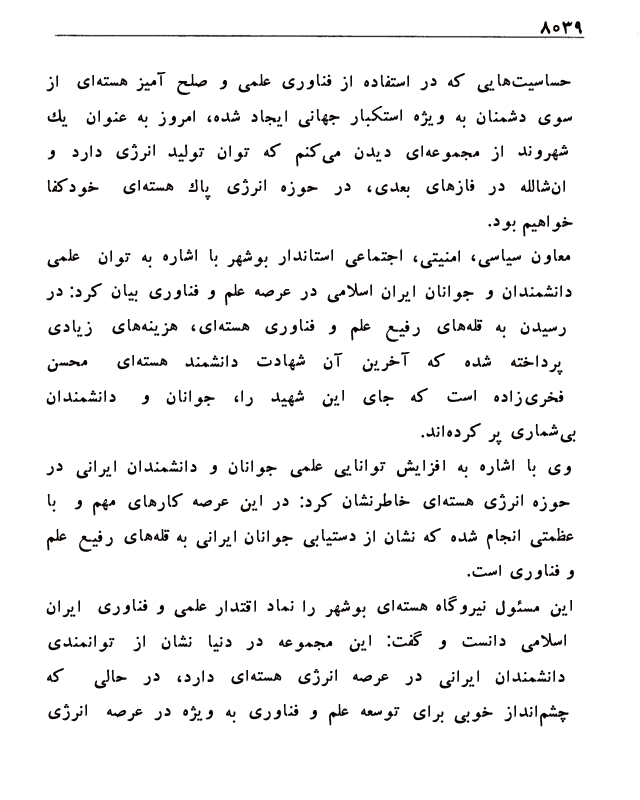 ۸۰۳۹
حساسیت‌هایی که در استفاده از فناوری علمی و صلح آمیز هسته‌ای از
سوی دشمنان به ویژه استکبار جهانی ایجاد شده، امروز به عنوان یك
شهروند از مجموعه‌ای دیدن می‌کنم که توان تولید انرژی دارد و
ان‌شالله در فازهای بعدی، در حوزه انرژی پاك هسته‌ای خودکفا
خواهیم بود.
معاون سیاسی، امنیتی، اجتماعی استاندار بوشهر با اشاره به توان علمی
دانشمندان و جوانان ایران اسلامی در عرصه علم و فناوری بیان کرد: در
رسیدن به قله‌های رفیع علم و فناوری هسته‌ای، هزینه‌های زیادی
پرداخته شده که آخرین آن شهادت دانشمند هسته‌ای محسن
فخری‌زاده است که جای این شهید را، جوانان و دانشمندان
بی‌شماری پر کرده‌اند.
وی با اشاره به افزایش توانایی علمی جوانان و دانشمندان ایرانی در
حوزه انرژی هسته‌ای خاطرنشان کرد: در این عرصه کارهای مهم و با
عظمتی انجام شده که نشان از دستیابی جوانان ایرانی به قله‌های رفیع علم
و فناوری است.
این مسئول نیروگاه هسته‌ای بوشهر را نماد اقتدار علمی و فناوری ایران
اسلامی دانست و گفت: این مجموعه در دنیا نشان از توانمندی
دانشمندان ایرانی در عرصه انرژی هسته‌ای دارد، در حالی که
چشم‌انداز خوبی برای توسعه علم و فناوری به ویژه در عرصه انرژی